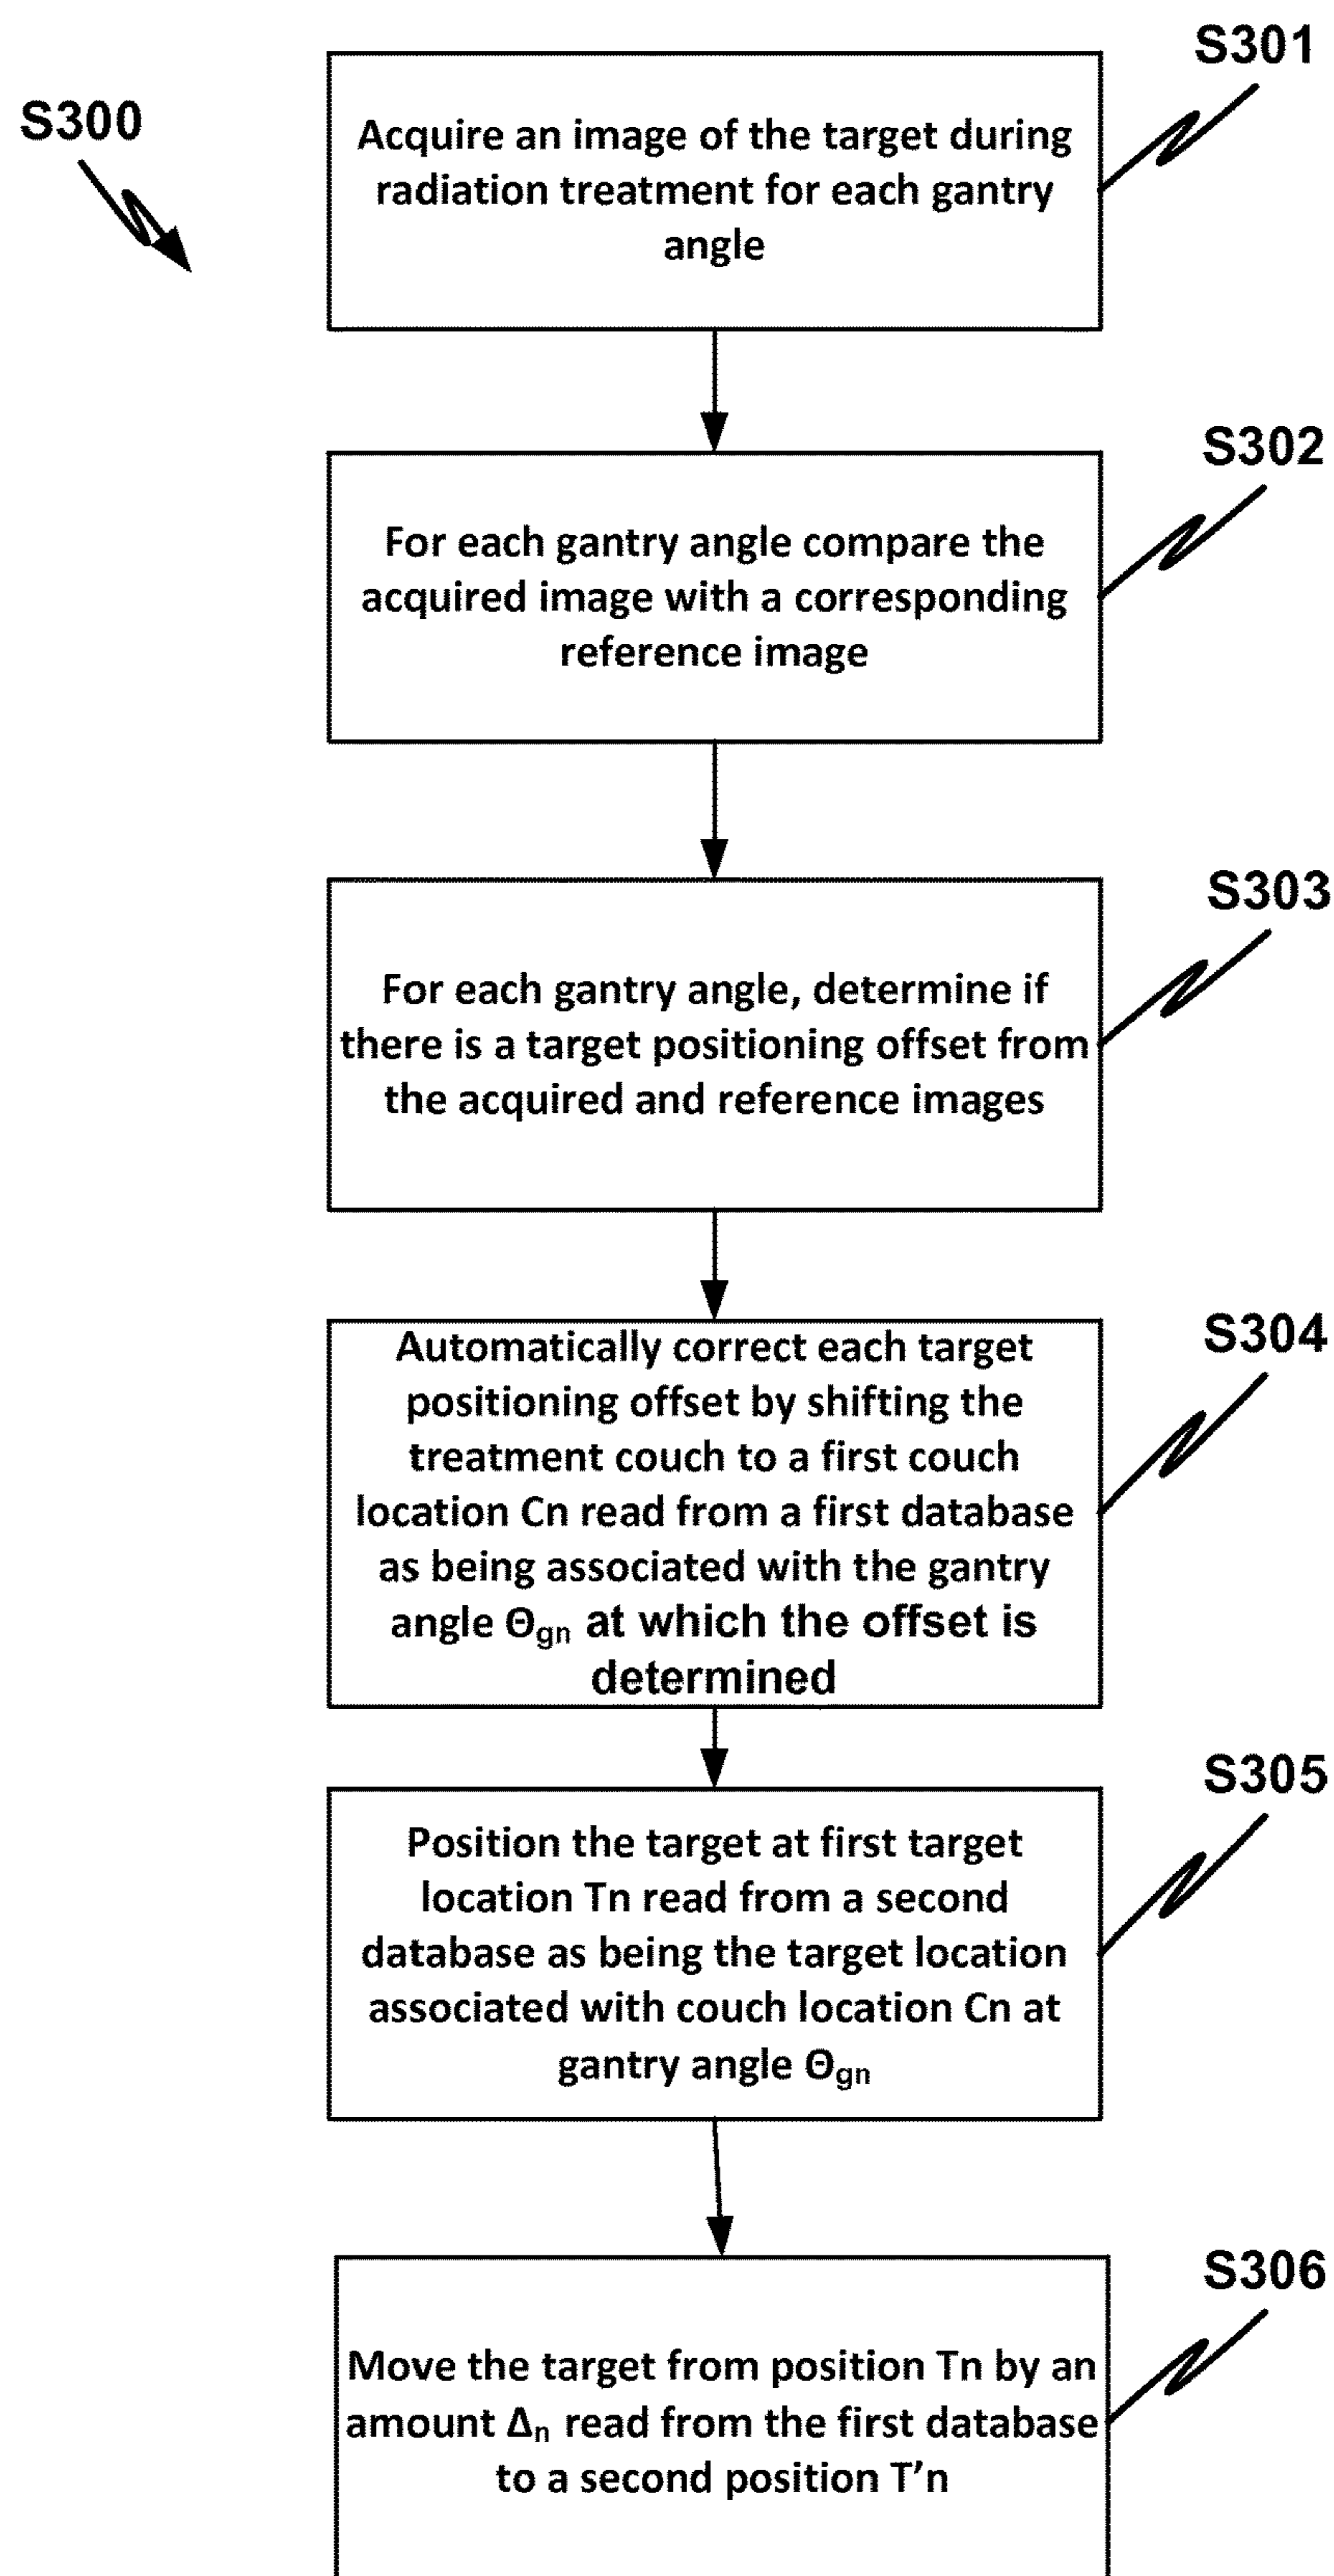 S300
S301
Acquire an image of the target during
radiation treatment for each gantry
angle
S302
For each gantry angle compare the
acquired image with a corresponding
reference image
S303
For each gantry angle, determine if
there is a target positioning offset from
the acquired and reference images
S304
Automatically correct each target
positioning offset by shifting the
treatment couch to a first couch
location Cn read from a first database
as being associated with the gantry
angle Θgn at which the offset is
determined
S305
Position the target at first target
location Tn read from a second
database as being the target location
associated with couch location Cn at
gantry angle Θgn
S306
Move the target from position Tn by an
amount Δn read from the first database
to a second position T’n